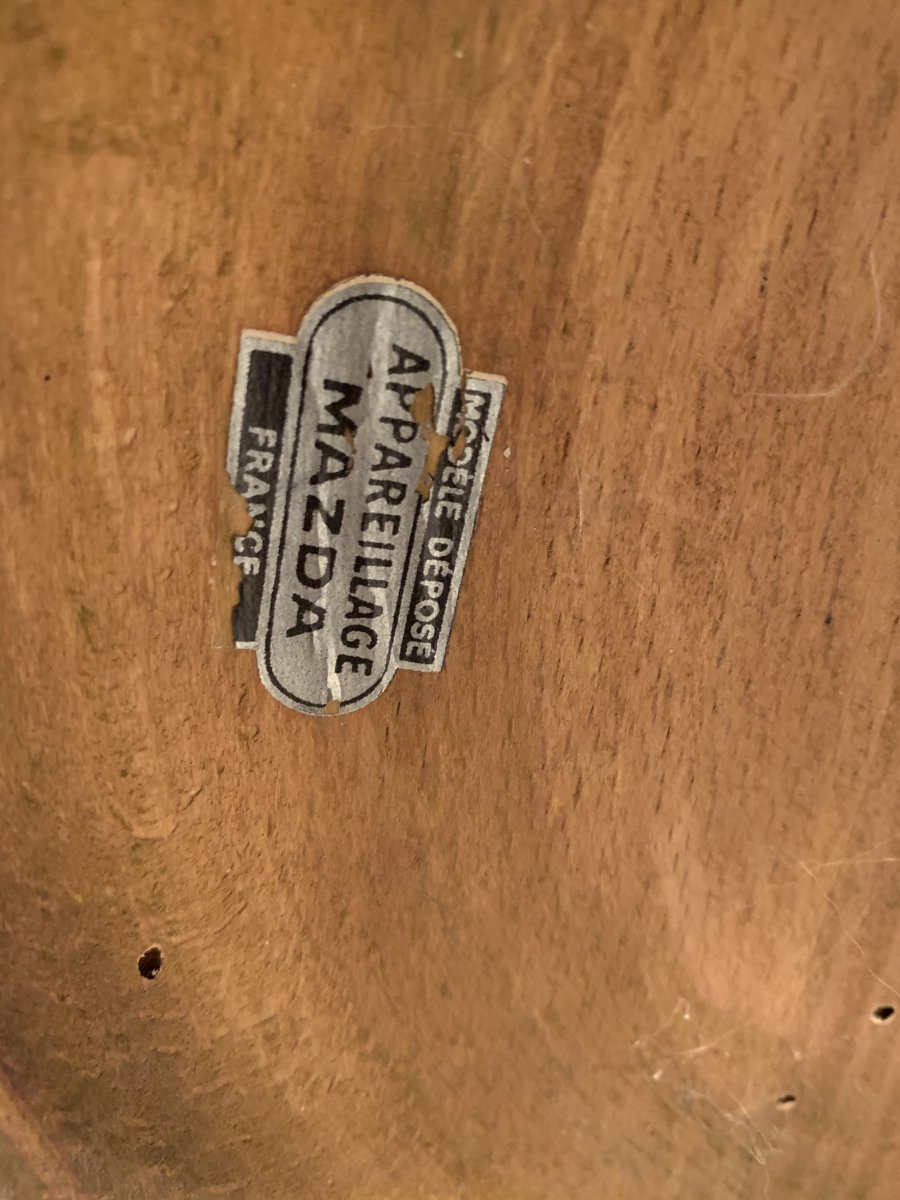 MODÈLE DÉPOSÉ
APPAREILLAGE
MAZDA
FRANCE